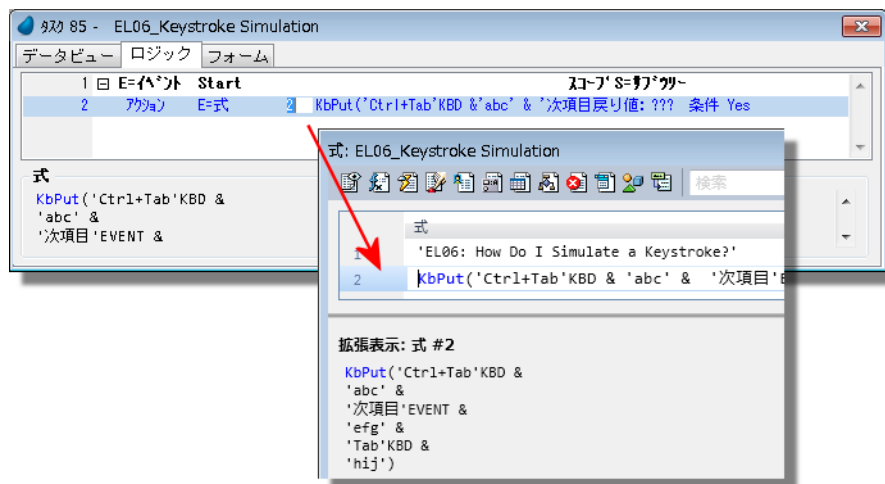 ﾀｽｸ 85 - EL06_Keystroke Simulation
データビュー ロジック フォーム
1 E=ｲﾍﾞﾝﾄ Start ｽｺｰﾌﾟ S=ｻﾌﾞﾂﾘｰ
2 ｱｸｼｮﾝ E=式 2 KbPut('Ctrl+Tab'KBD &'abc' & '次項目戻り値: ??? 条件 Yes
式
KbPut('Ctrl+Tab'KBD &
'abc' &
'次項目'EVENT &
式: EL06_Keystroke Simulation
検索
式
1 'EL06: How Do I Simulate a Keystroke?'
2 KbPut('Ctrl+Tab'KBD & 'abc' & '次項目'E
拡張表示: 式 #2
KbPut('Ctrl+Tab'KBD &
'abc' &
'次項目'EVENT &
'efg' &
'Tab'KBD &
'hij')